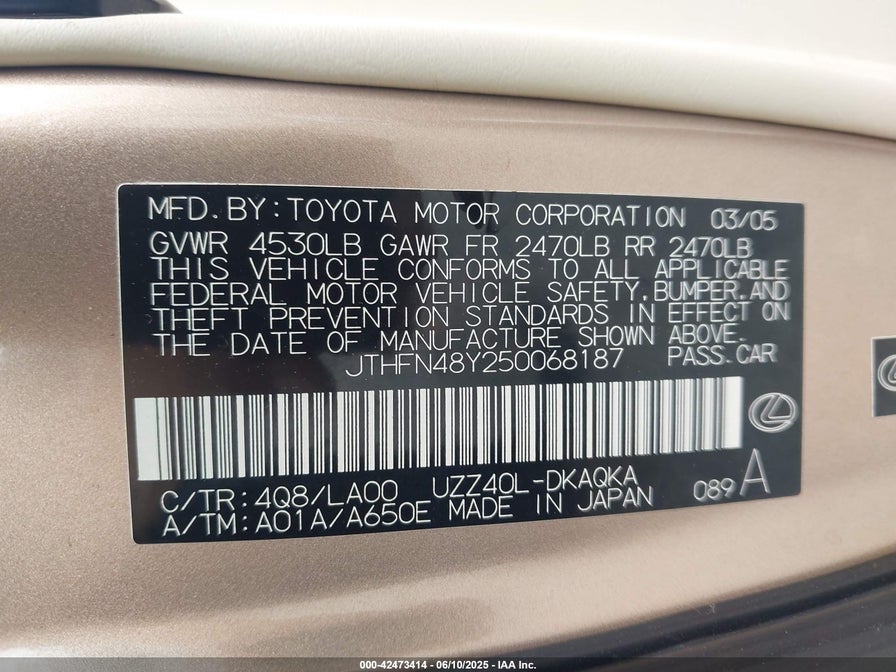 MFD.BY:TOYOTA MOTOR CORPORATION 03/05
GVWR 4530LB GAWR FR 2470LB RR 2470LB
THIS VEHICLE CONFORMS TO ALL APPLICABLE
FEDERAL MOTOR VEHICLE SAFETY,BUMPER,AND
THEFT PREVENTION STANDARDS IN EFFECT ON
THE DATE OF MANUFACTURE SHOWN ABOVE.
JTHFN48Y250068187 PASS.CAR
C/TR:4Q8/LA00 UZZ40L-DKAQKA 089 A
A/TM:A01A/A650E MADE IN JAPAN
000-42473414 - 06/10/2025 - IAA Inc.